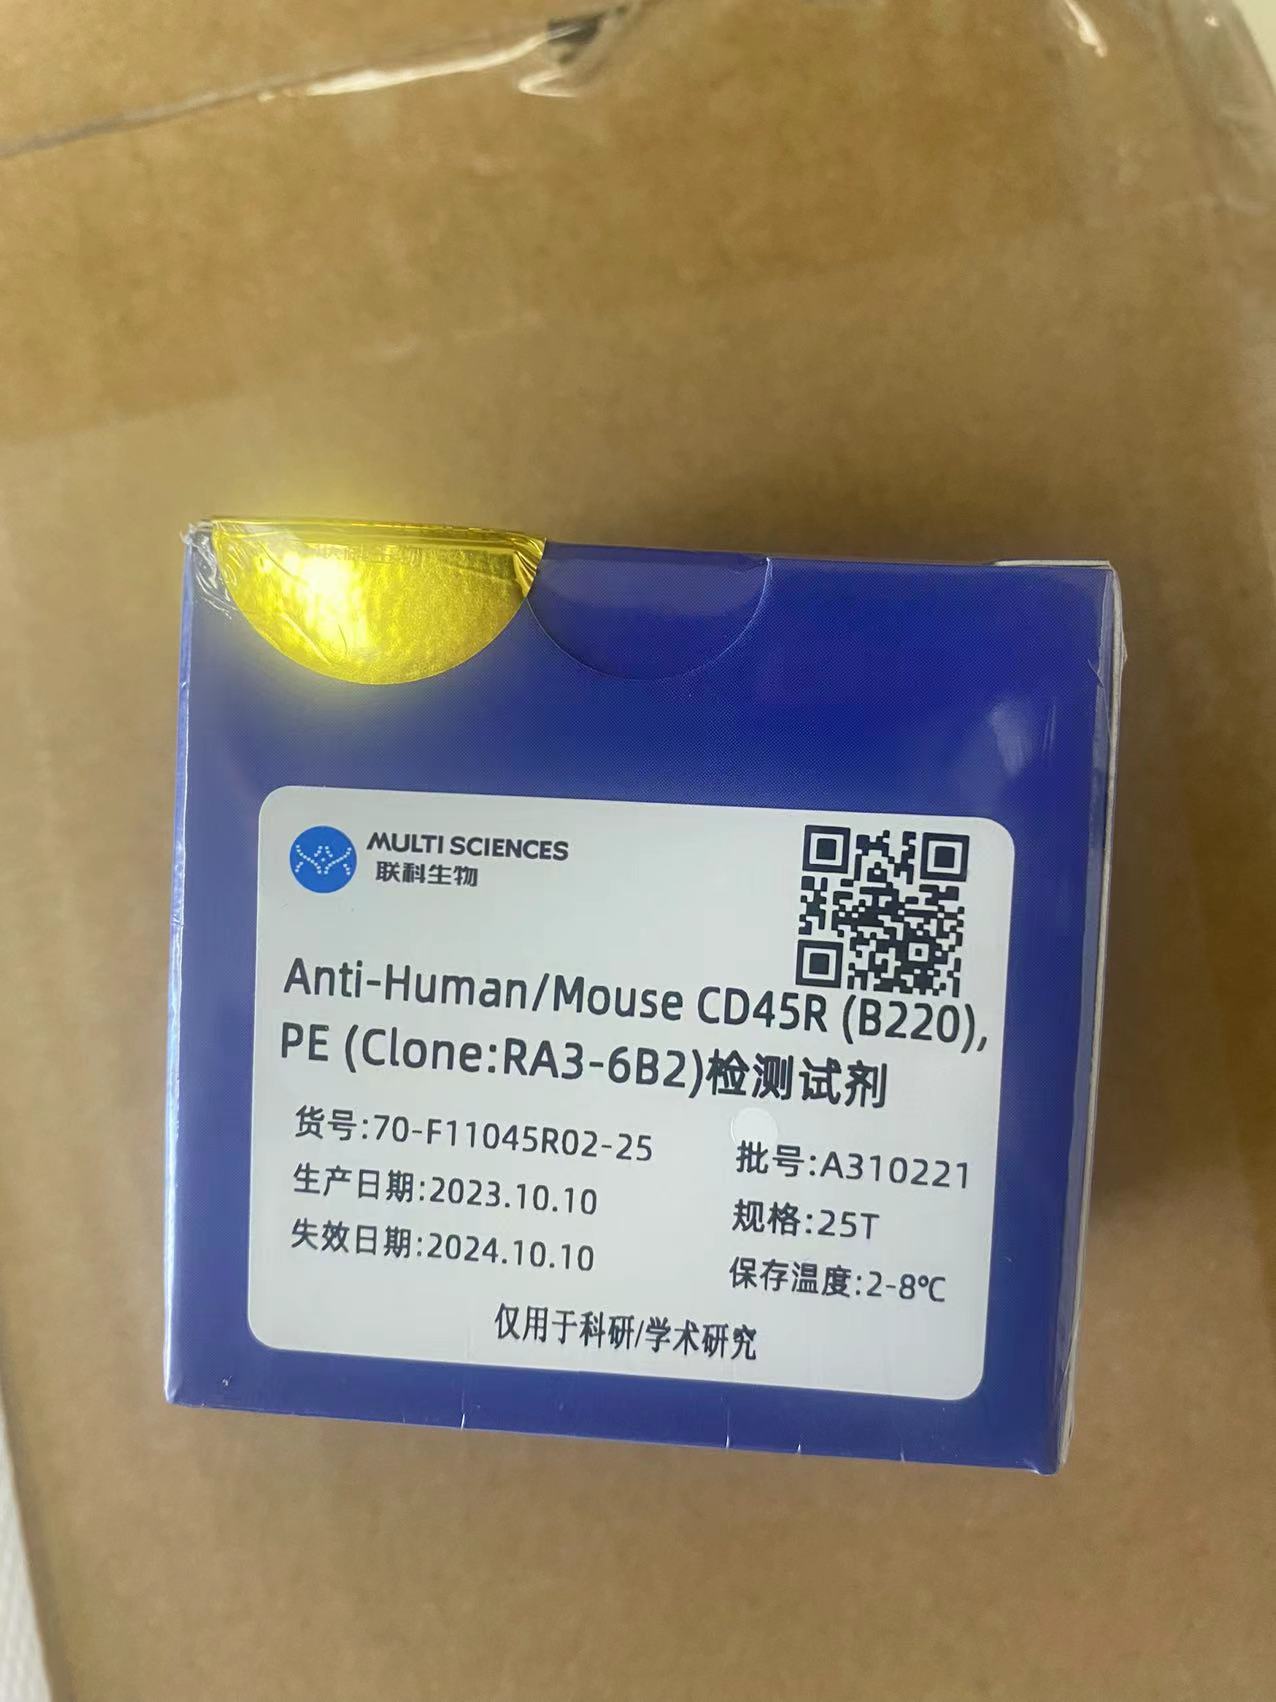 MULTI SCIENCES
联科生物
Anti-Human/Mouse CD45R (B220),
PE (Clone:RA3-6B2)检测试剂
货号:70-F11045R02-25
批号:A310221
生产日期:2023.10.10
规格:25T
失效日期:2024.10.10
保存温度:2-8℃
仅用于科研/学术研究